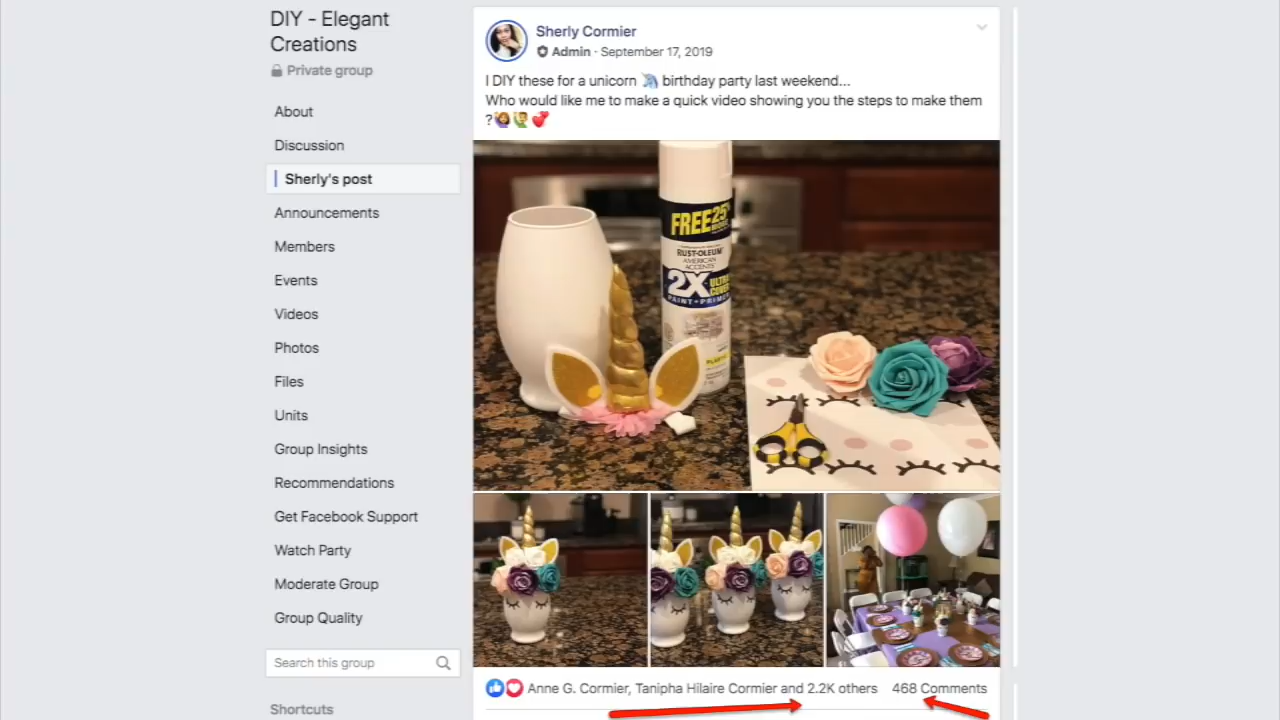 DIY - Elegant
Creations
Private group
About
Discussion
Sherly's post
Announcements
Members
Events
Videos
Photos
Files
Units
Group Insights
Recommendations
Get Facebook Support
Watch Party
Moderate Group
Group Quality
Search this group
Shortcuts
Sherly Cormier
Admin · September 17, 2019
I DIY these for a unicorn 🦄 birthday party last weekend...
Who would like me to make a quick video showing you the steps to make them
?🙋‍♀️🙋‍♂️💕
FREE 25%
RUST-OLEUM
AMERICAN
ACCENTS
2X ULTRA
COVER
PAINT+PRIMER
Anne G. Cormier, Tanipha Hilaire Cormier and 2.2K others
468 Comments